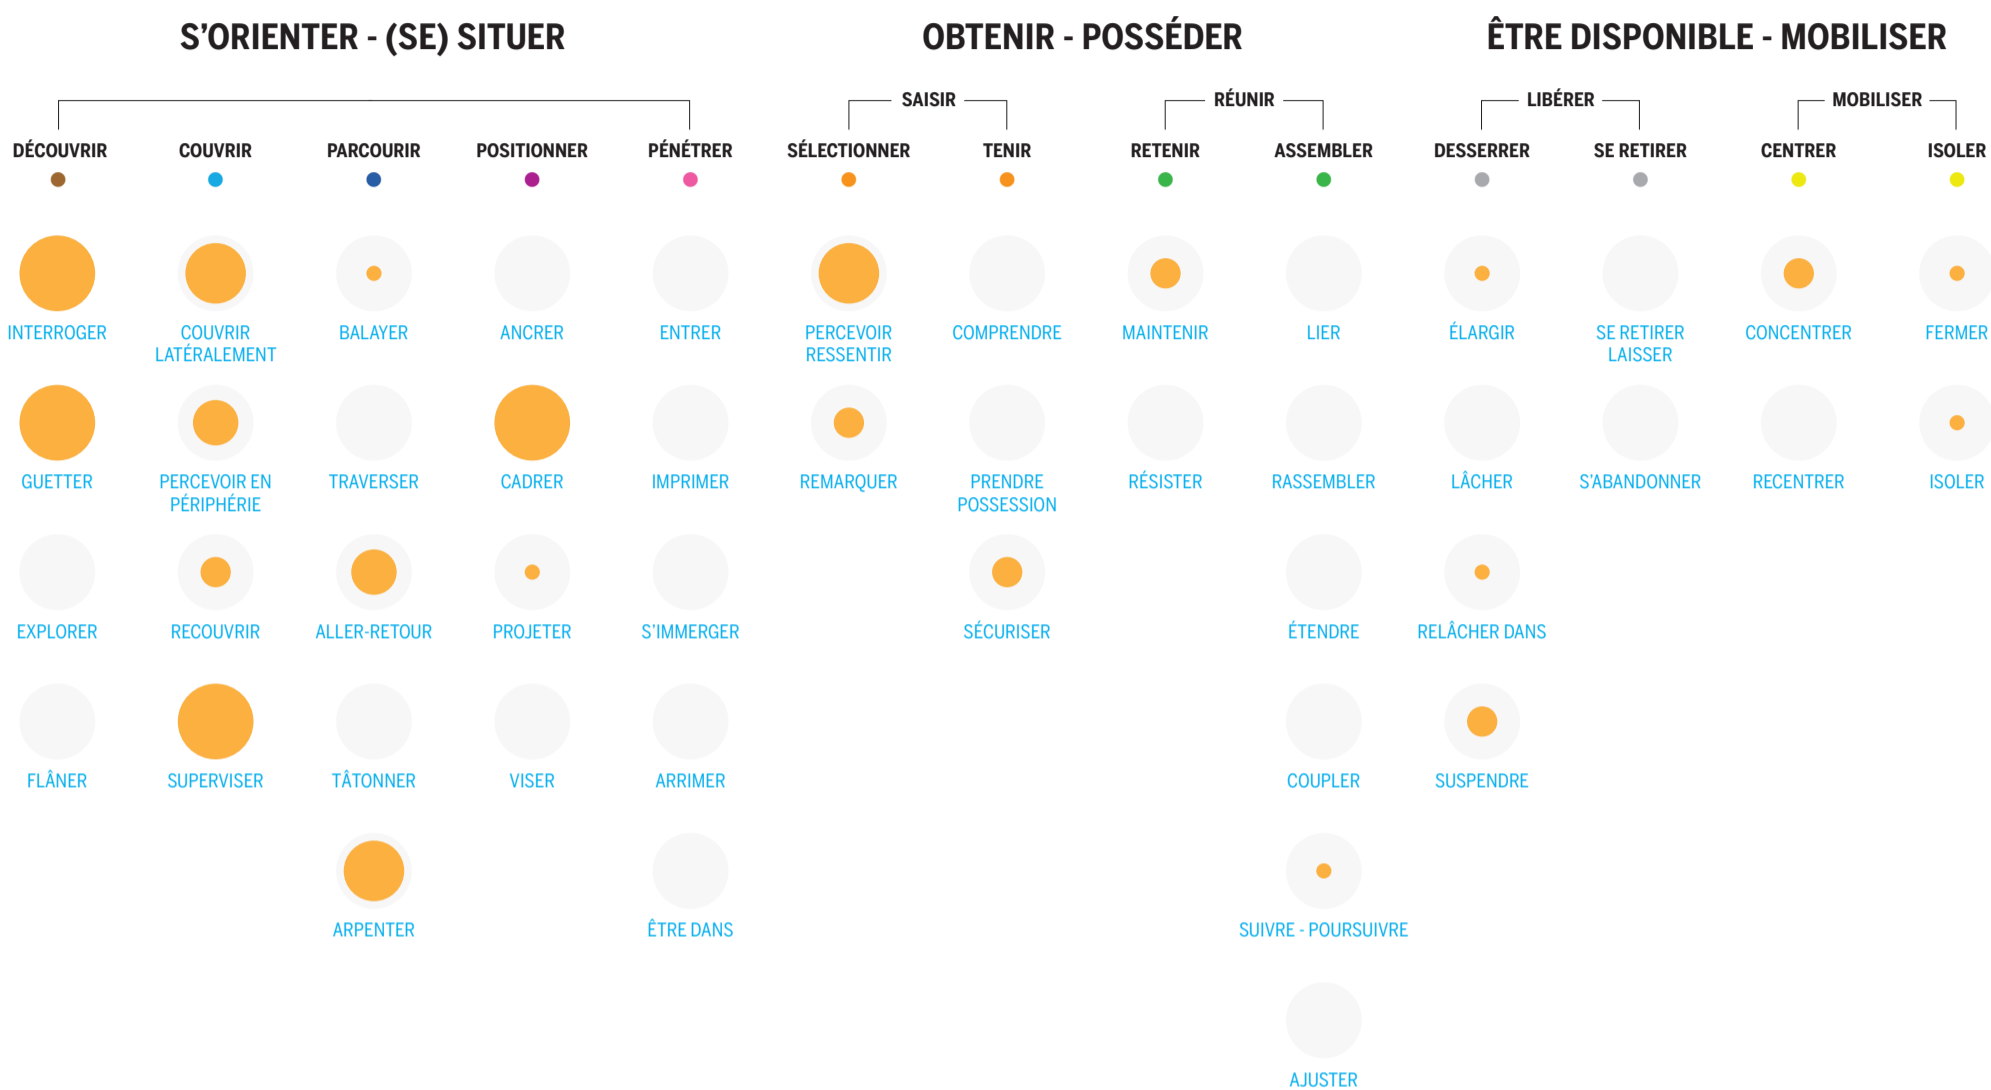 S'ORIENTER - (SE) SITUER
OBTENIR - POSSÉDER
ÊTRE DISPONIBLE - MOBILISER
SAISIR
RÉUNIR
LIBÉRER
MOBILISER
DÉCOUVRIR
COUVRIR
PARCOURIR
POSITIONNER
PÉNÉTRER
SÉLECTIONNER
TENIR
RETENIR
ASSEMBLER
DESSERRER
SE RETIRER
CENTRER
ISOLER
INTERROGER
COUVRIR
LATÉRALEMENT
BALAYER
ANCRER
ENTRER
PERCEVOIR
RESSENTIR
COMPRENDRE
MAINTENIR
LIER
ÉLARGIR
SE RETIRER
LAISSER
CONCENTRER
FERMER
GUETTER
PERCEVOIR EN
PÉRIPHÉRIE
TRAVERSER
CADRER
IMPRIMER
REMARQUER
PRENDRE
POSSESSION
RÉSISTER
RASSEMBLER
LÂCHER
S'ABANDONNER
RECENTRER
ISOLER
EXPLORER
RECOUVRIR
ALLER-RETOUR
PROJETER
S'IMMERGER
SÉCURISER
ÉTENDRE
RELÂCHER DANS
FLÂNER
SUPERVISER
TÂTONNER
VISER
ARRIMER
COUPLER
SUSPENDRE
ARPENTER
ÊTRE DANS
SUIVRE - POURSUIVRE
AJUSTER